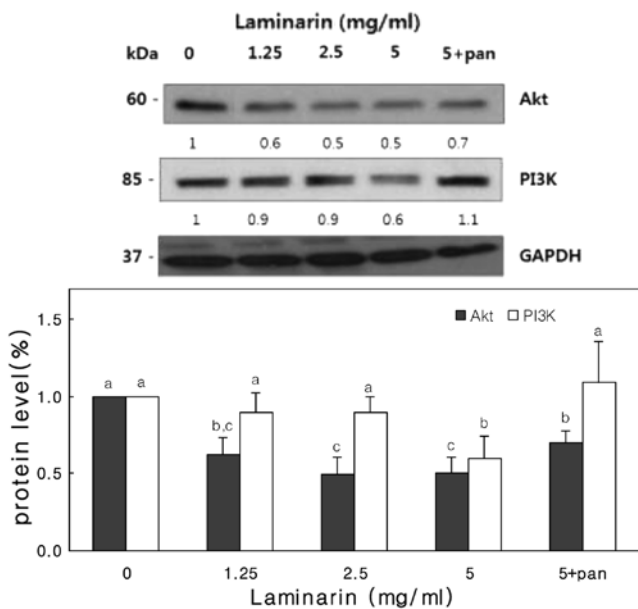 Laminarin (mg/ml)
kDa 0 1.25 2.5 5 5+pan
60 - Akt
1 0.6 0.5 0.5 0.7
85 - PI3K
1 0.9 0.9 0.6 1.1
37 - GAPDH
1.5
Akt PI3K
a
a a a a
1.0
b,c b b
c c
0.5
0.0
protein level(%)
0 1.25 2.5 5 5+pan
Laminarin (mg/ml)